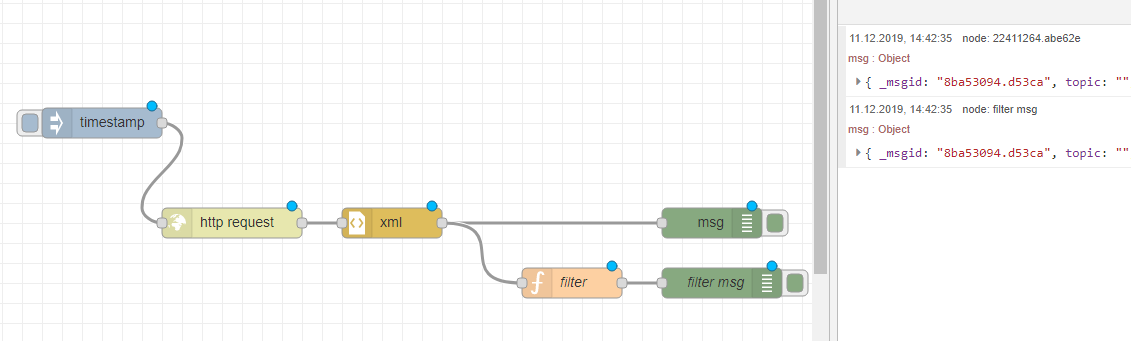 timestamp
http request
xml
msg
filter
filter msg
11.12.2019, 14:42:35 node: 22411264.abe62e
msg : Object
{ _msgid: "8ba53094.d53ca", topic: ""
11.12.2019, 14:42:35 node: filter msg
msg : Object
{ _msgid: "8ba53094.d53ca", topic: ""